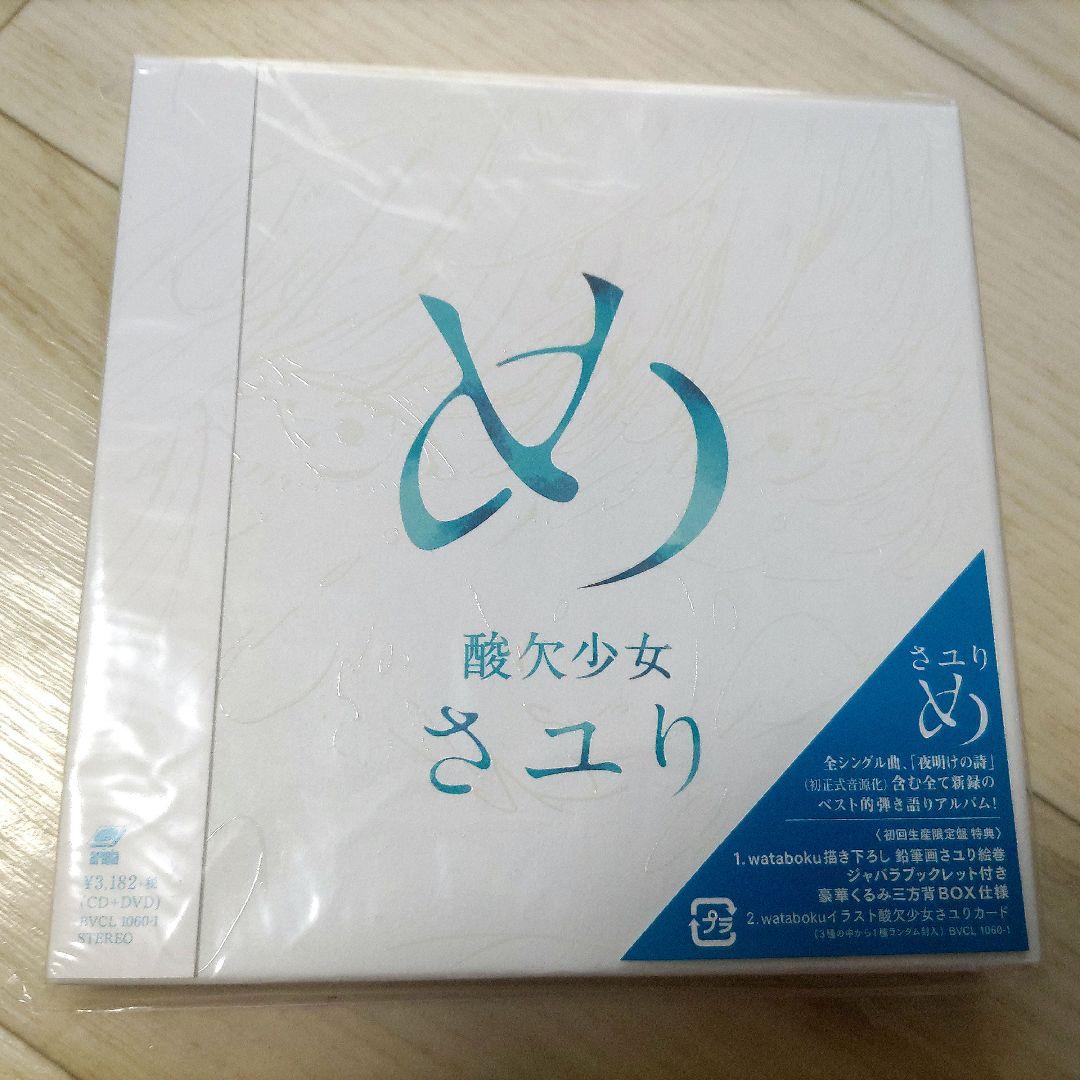 め
酸欠少女
さユり
¥3,182+税
(CD+DVD)
BVCL 1060-1
STEREO
さユり
め
全シングル曲、「夜明けの詩」
(初正式音源化) 含む全て新録の
ベスト的弾き語りアルバム!
〈初回生産限定盤 特典〉
1. wataboku描き下ろし 鉛筆画さユり絵巻
ジャバラブックレット付き
豪華くるみ三方背BOX仕様
2. watabokuイラスト酸欠少女さユりカード
(3種の中から1種ランダム封入) BVCL 1060-1
プラ